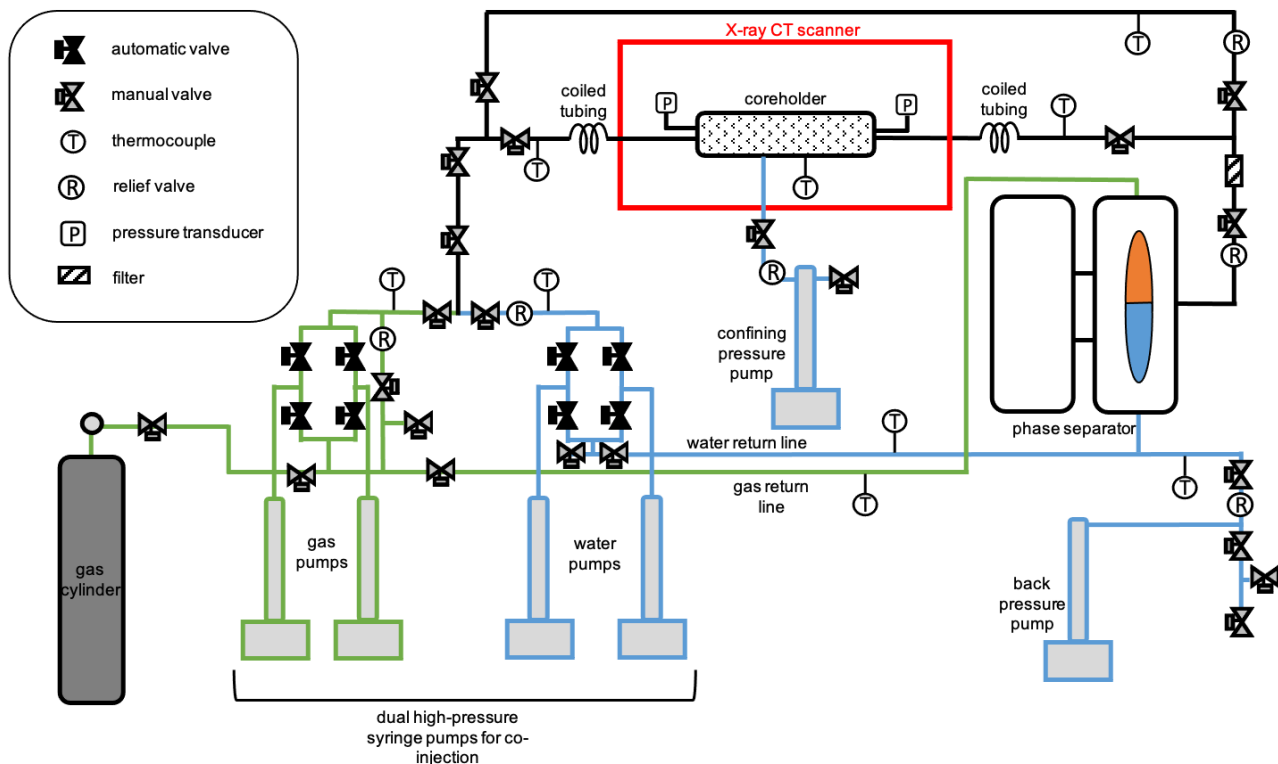 automatic valve
manual valve
T
thermocouple
R
relief valve
P
pressure transducer
filter
X-ray CT scanner
T
R
coiled
tubing
P
coreholder
P
coiled
tubing
T
T
T
R
T
T
R
R
R
confining
pressure
pump
phase separator
water return line
T
gas return
line
T
T
R
gas
cylinder
gas
pumps
water
pumps
back
pressure
pump
dual high-pressure
syringe pumps for co-
injection